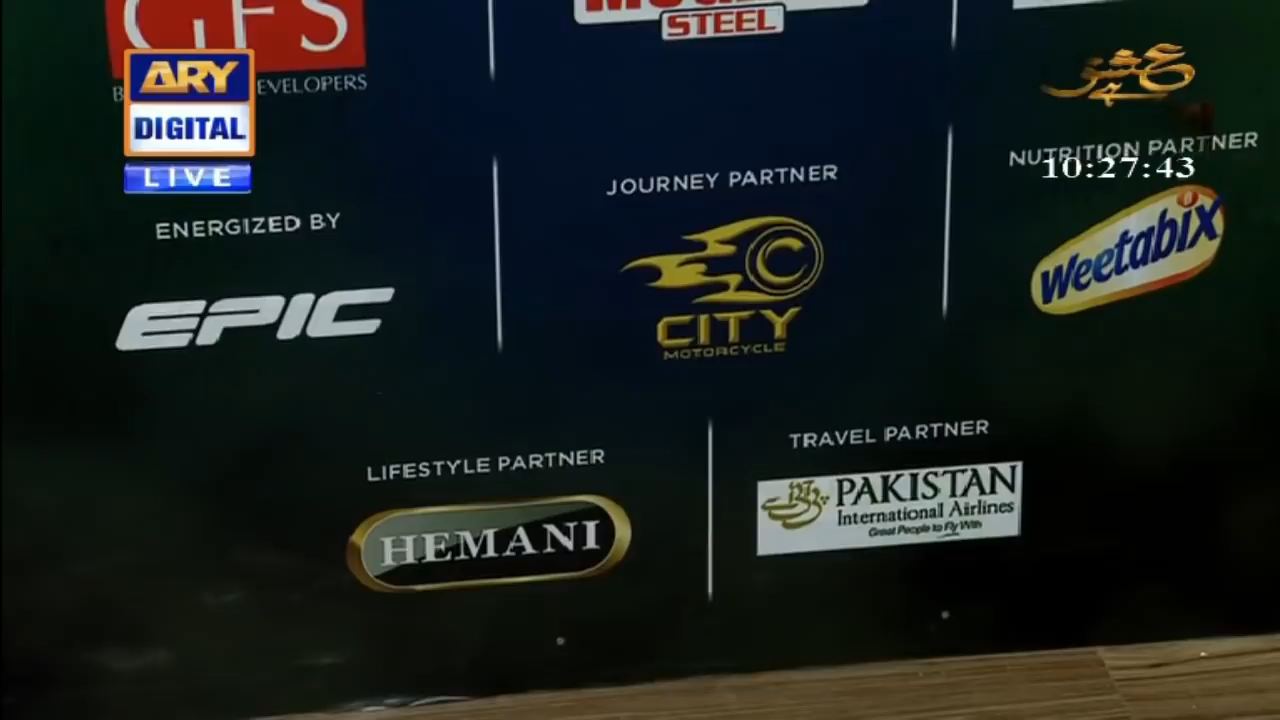 GFS
STEEL
ARY
DIGITAL
LIVE
عشق ہے
10:27:43
NUTRITION PARTNER
Weetabix
JOURNEY PARTNER
CITY
MOTORCYCLE
ENERGIZED BY
EPIC
LIFESTYLE PARTNER
HEMANI
TRAVEL PARTNER
PAKISTAN
International Airlines
Great People to Fly With